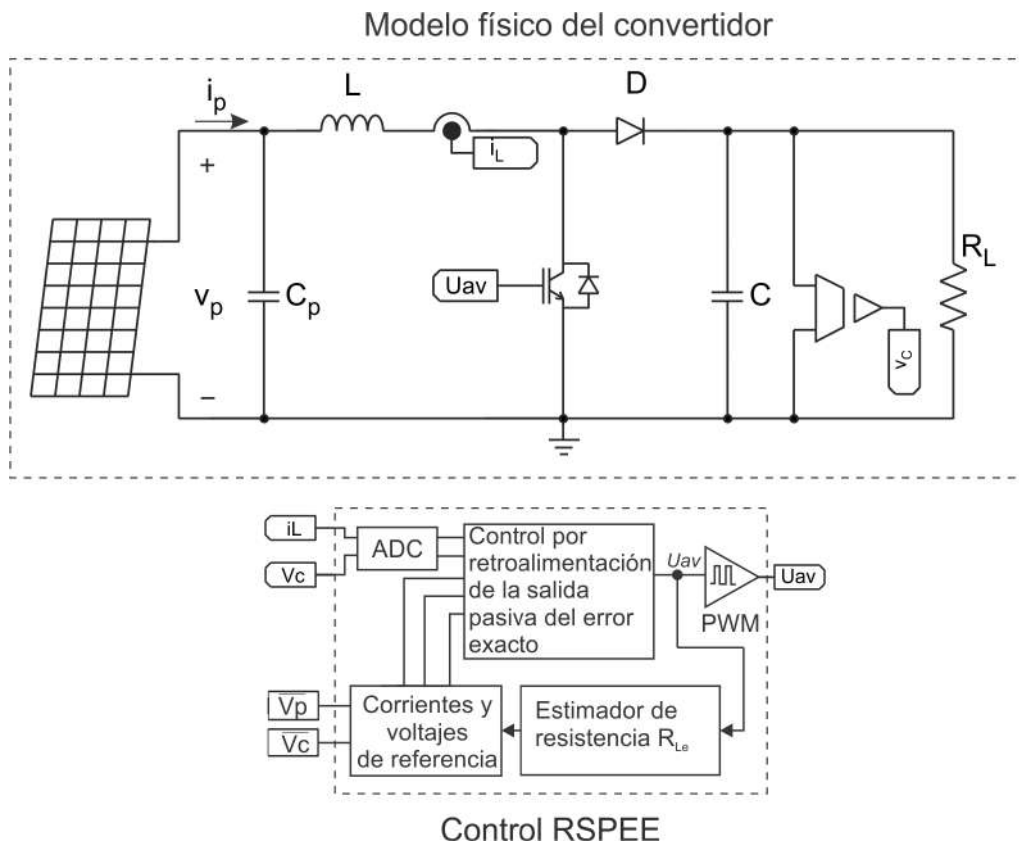 Modelo físico del convertidor
i_p
L
D
i_L
+
v_p
C_p
Uav
C
R_L
v_C
−
iL
ADC
Vc
Control por
retroalimentación
de la salida
pasiva del error
exacto
Uav
Uav
PWM
Vp
Vc
Corrientes y
voltajes
de referencia
Estimador de
resistencia R_Le
Control RSPEE